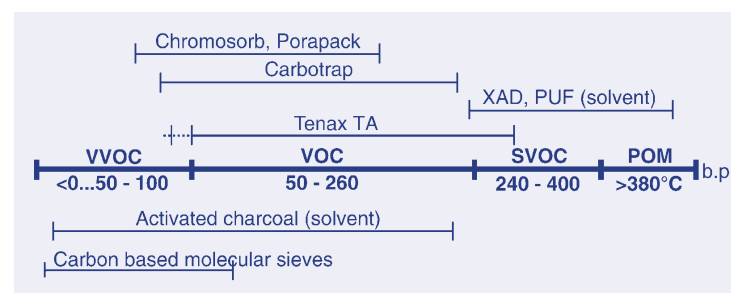 Chromosorb, Porapack
Carbotrap
XAD, PUF (solvent)
Tenax TA
VVOC VOC SVOC POM
b.p
<0...50 - 100 50 - 260 240 - 400 >380°C
Activated charcoal (solvent)
Carbon based molecular sieves